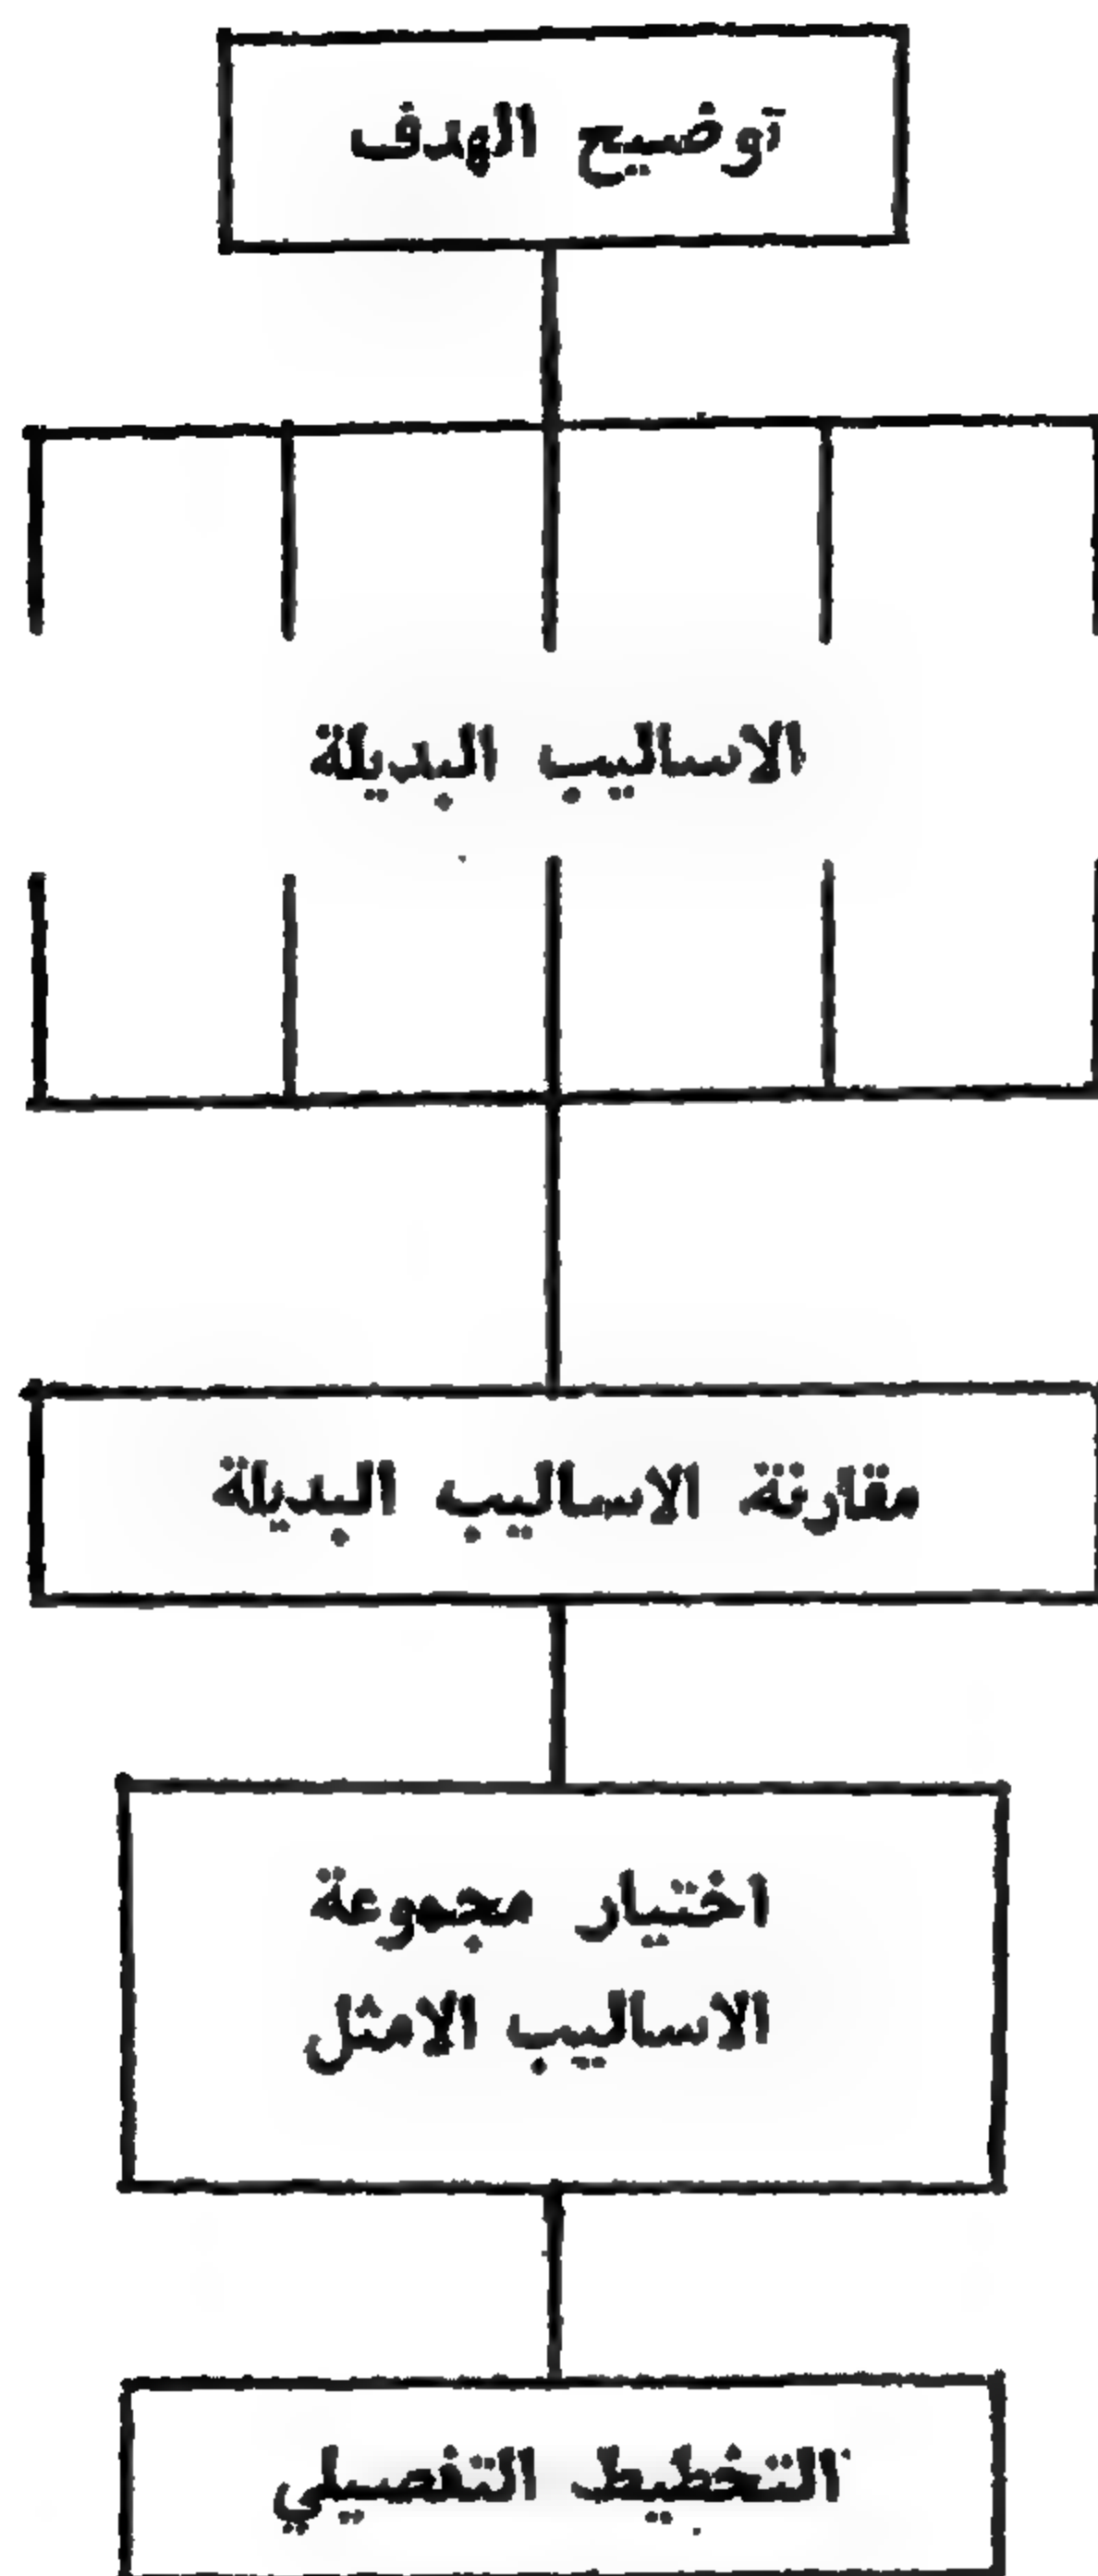 توضيح الهدف
الاساليب البديلة
مقارنة الاساليب البديلة
اختيار مجموعة
الاساليب الامثل
التخطيط التفصيلي